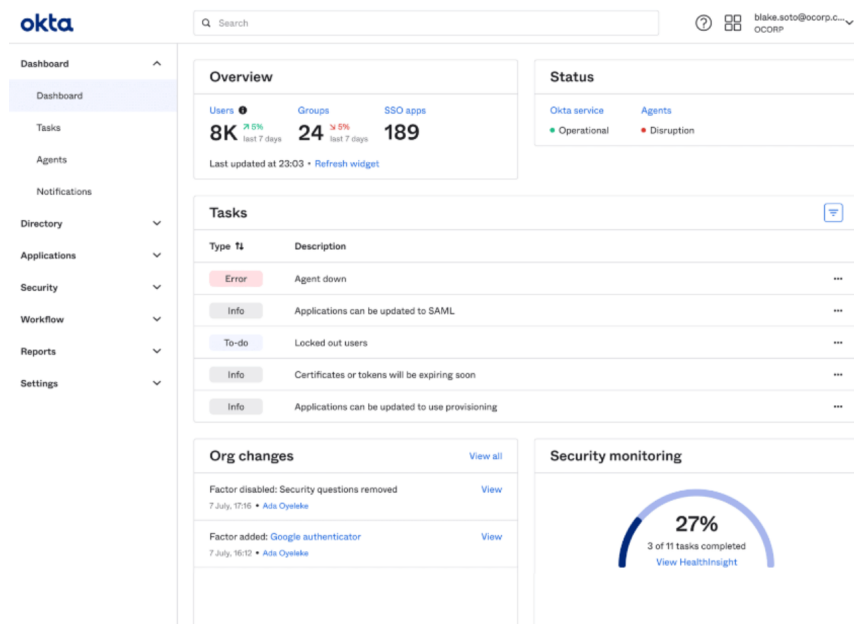 okta
Search
blake.soto@ocorp.c...
OCORP
Dashboard
Dashboard
Tasks
Agents
Notifications
Directory
Applications
Security
Workflow
Reports
Settings
Overview
Users Groups SSO apps
8K 5% last 7 days 24 5% last 7 days 189
Last updated at 23:03 • Refresh widget
Status
Okta service Agents
Operational Disruption
Tasks
Type Description
Error Agent down
Info Applications can be updated to SAML
To-do Locked out users
Info Certificates or tokens will be expiring soon
Info Applications can be updated to use provisioning
Org changes View all
Factor disabled: Security questions removed View
7 July, 17:16 • Ada Oyeleke
Factor added: Google authenticator View
7 July, 16:12 • Ada Oyeleke
Security monitoring
27%
3 of 11 tasks completed
View HealthInsight